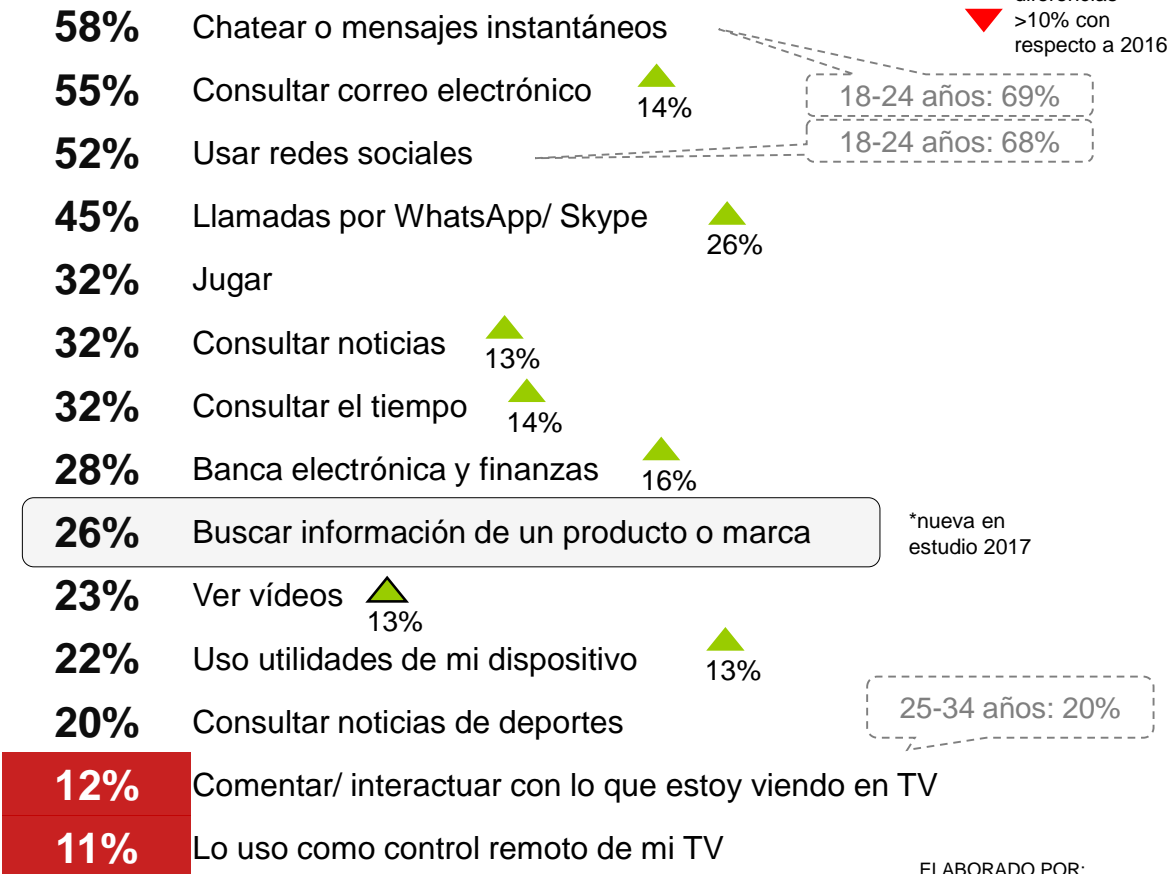 diferencias
>10% con
respecto a 2016
58% Chatear o mensajes instantáneos
18-24 años: 69%
55% Consultar correo electrónico
14%
18-24 años: 68%
52% Usar redes sociales
45% Llamadas por WhatsApp/ Skype
26%
32% Jugar
32% Consultar noticias
13%
32% Consultar el tiempo
14%
28% Banca electrónica y finanzas
16%
26% Buscar información de un producto o marca
*nueva en
estudio 2017
23% Ver vídeos
13%
22% Uso utilidades de mi dispositivo
13%
25-34 años: 20%
20% Consultar noticias de deportes
12% Comentar/ interactuar con lo que estoy viendo en TV
11% Lo uso como control remoto de mi TV
ELABORADO POR: